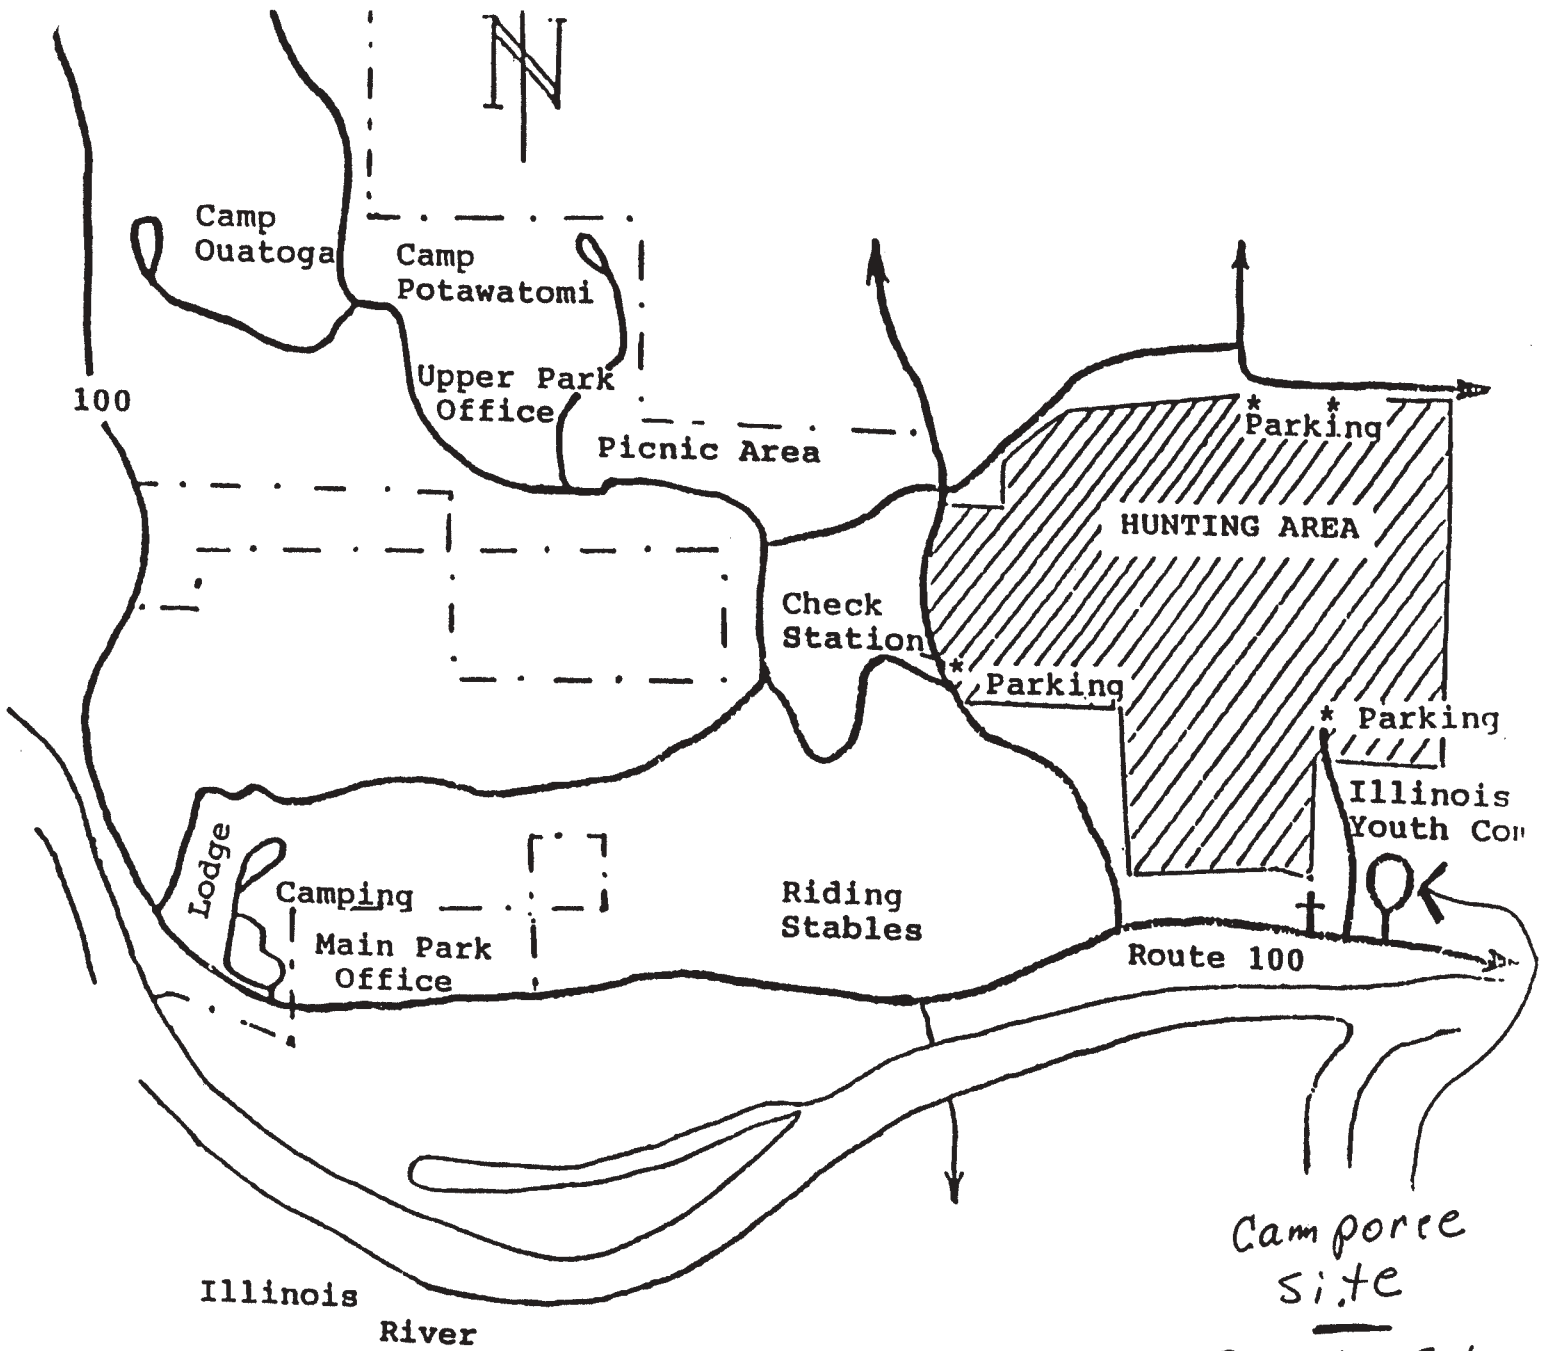 N
Camp
Ouatoga
Camp
Potawatomi
Upper Park
Office
100
Picnic Area
* *
Parking
HUNTING AREA
Check
Station
*
Parking
* Parking
Illinois
Youth
Lodge
Camping
Main Park
Office
Riding
Stables
Route 100
Camporee
site
Illinois
River